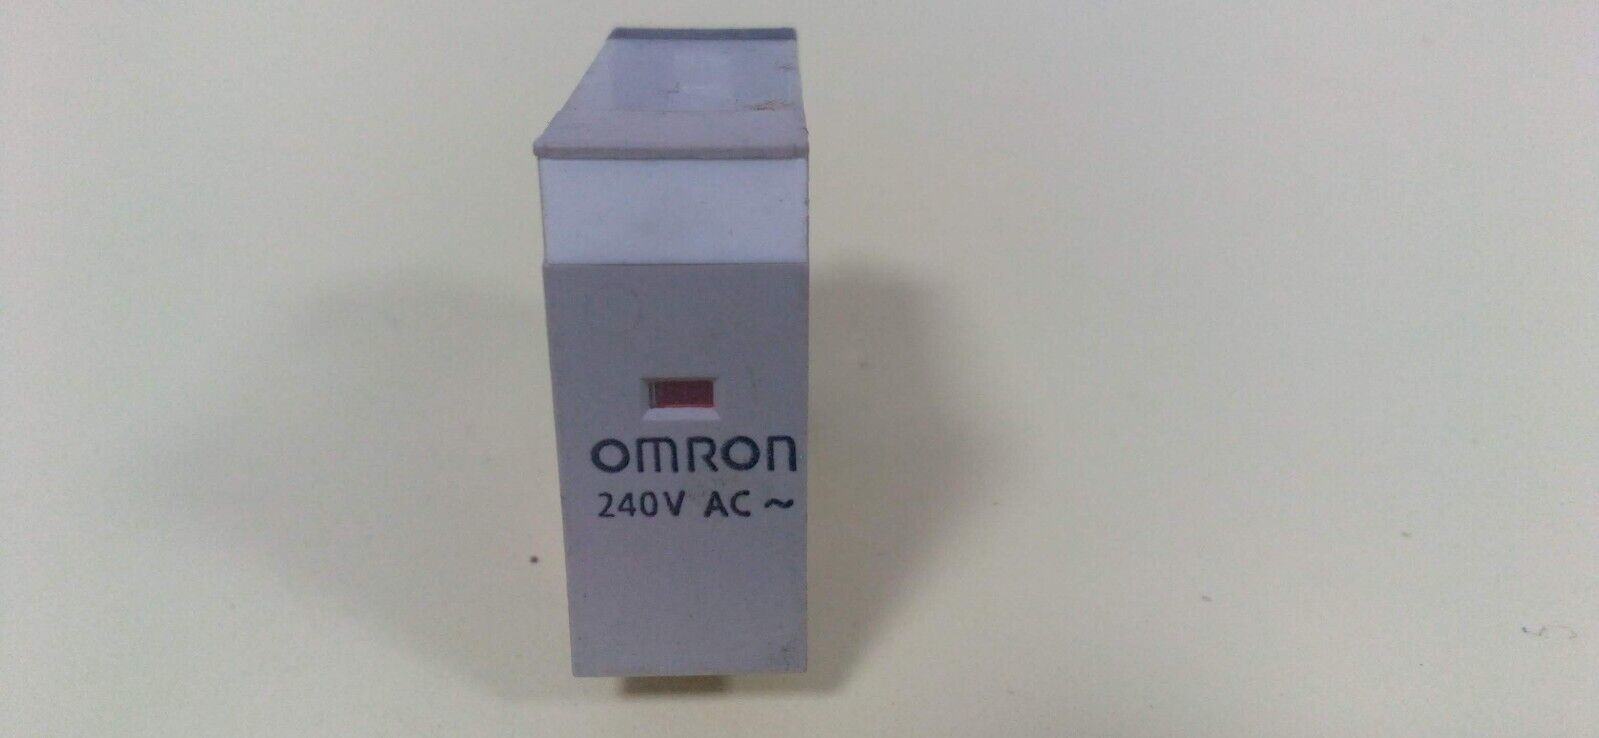 OMRON
240V AC ~